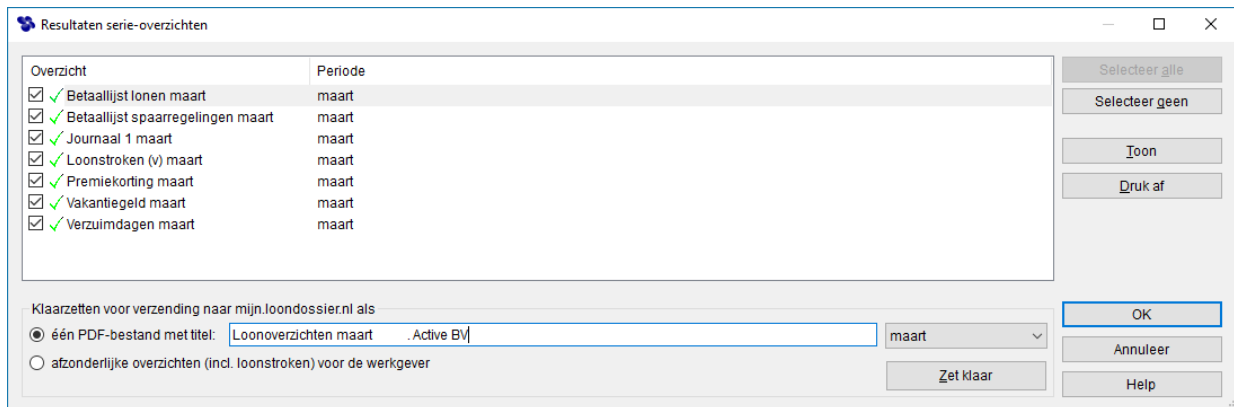 Resultaten serie-overzichten
Overzicht Periode
Betaallijst lonen maart maart
Betaallijst spaarregelingen maart maart
Journaal 1 maart maart
Loonstroken (v) maart maart
Premiekorting maart maart
Vakantiegeld maart maart
Verzuimdagen maart maart
Selecteer alle
Selecteer geen
Toon
Druk af
Klaarzetten voor verzending naar mijn.loondossier.nl als
één PDF-bestand met titel: Loonoverzichten maart . Active BV maart
afzonderlijke overzichten (incl. loonstroken) voor de werkgever
Zet klaar
OK
Annuleer
Help